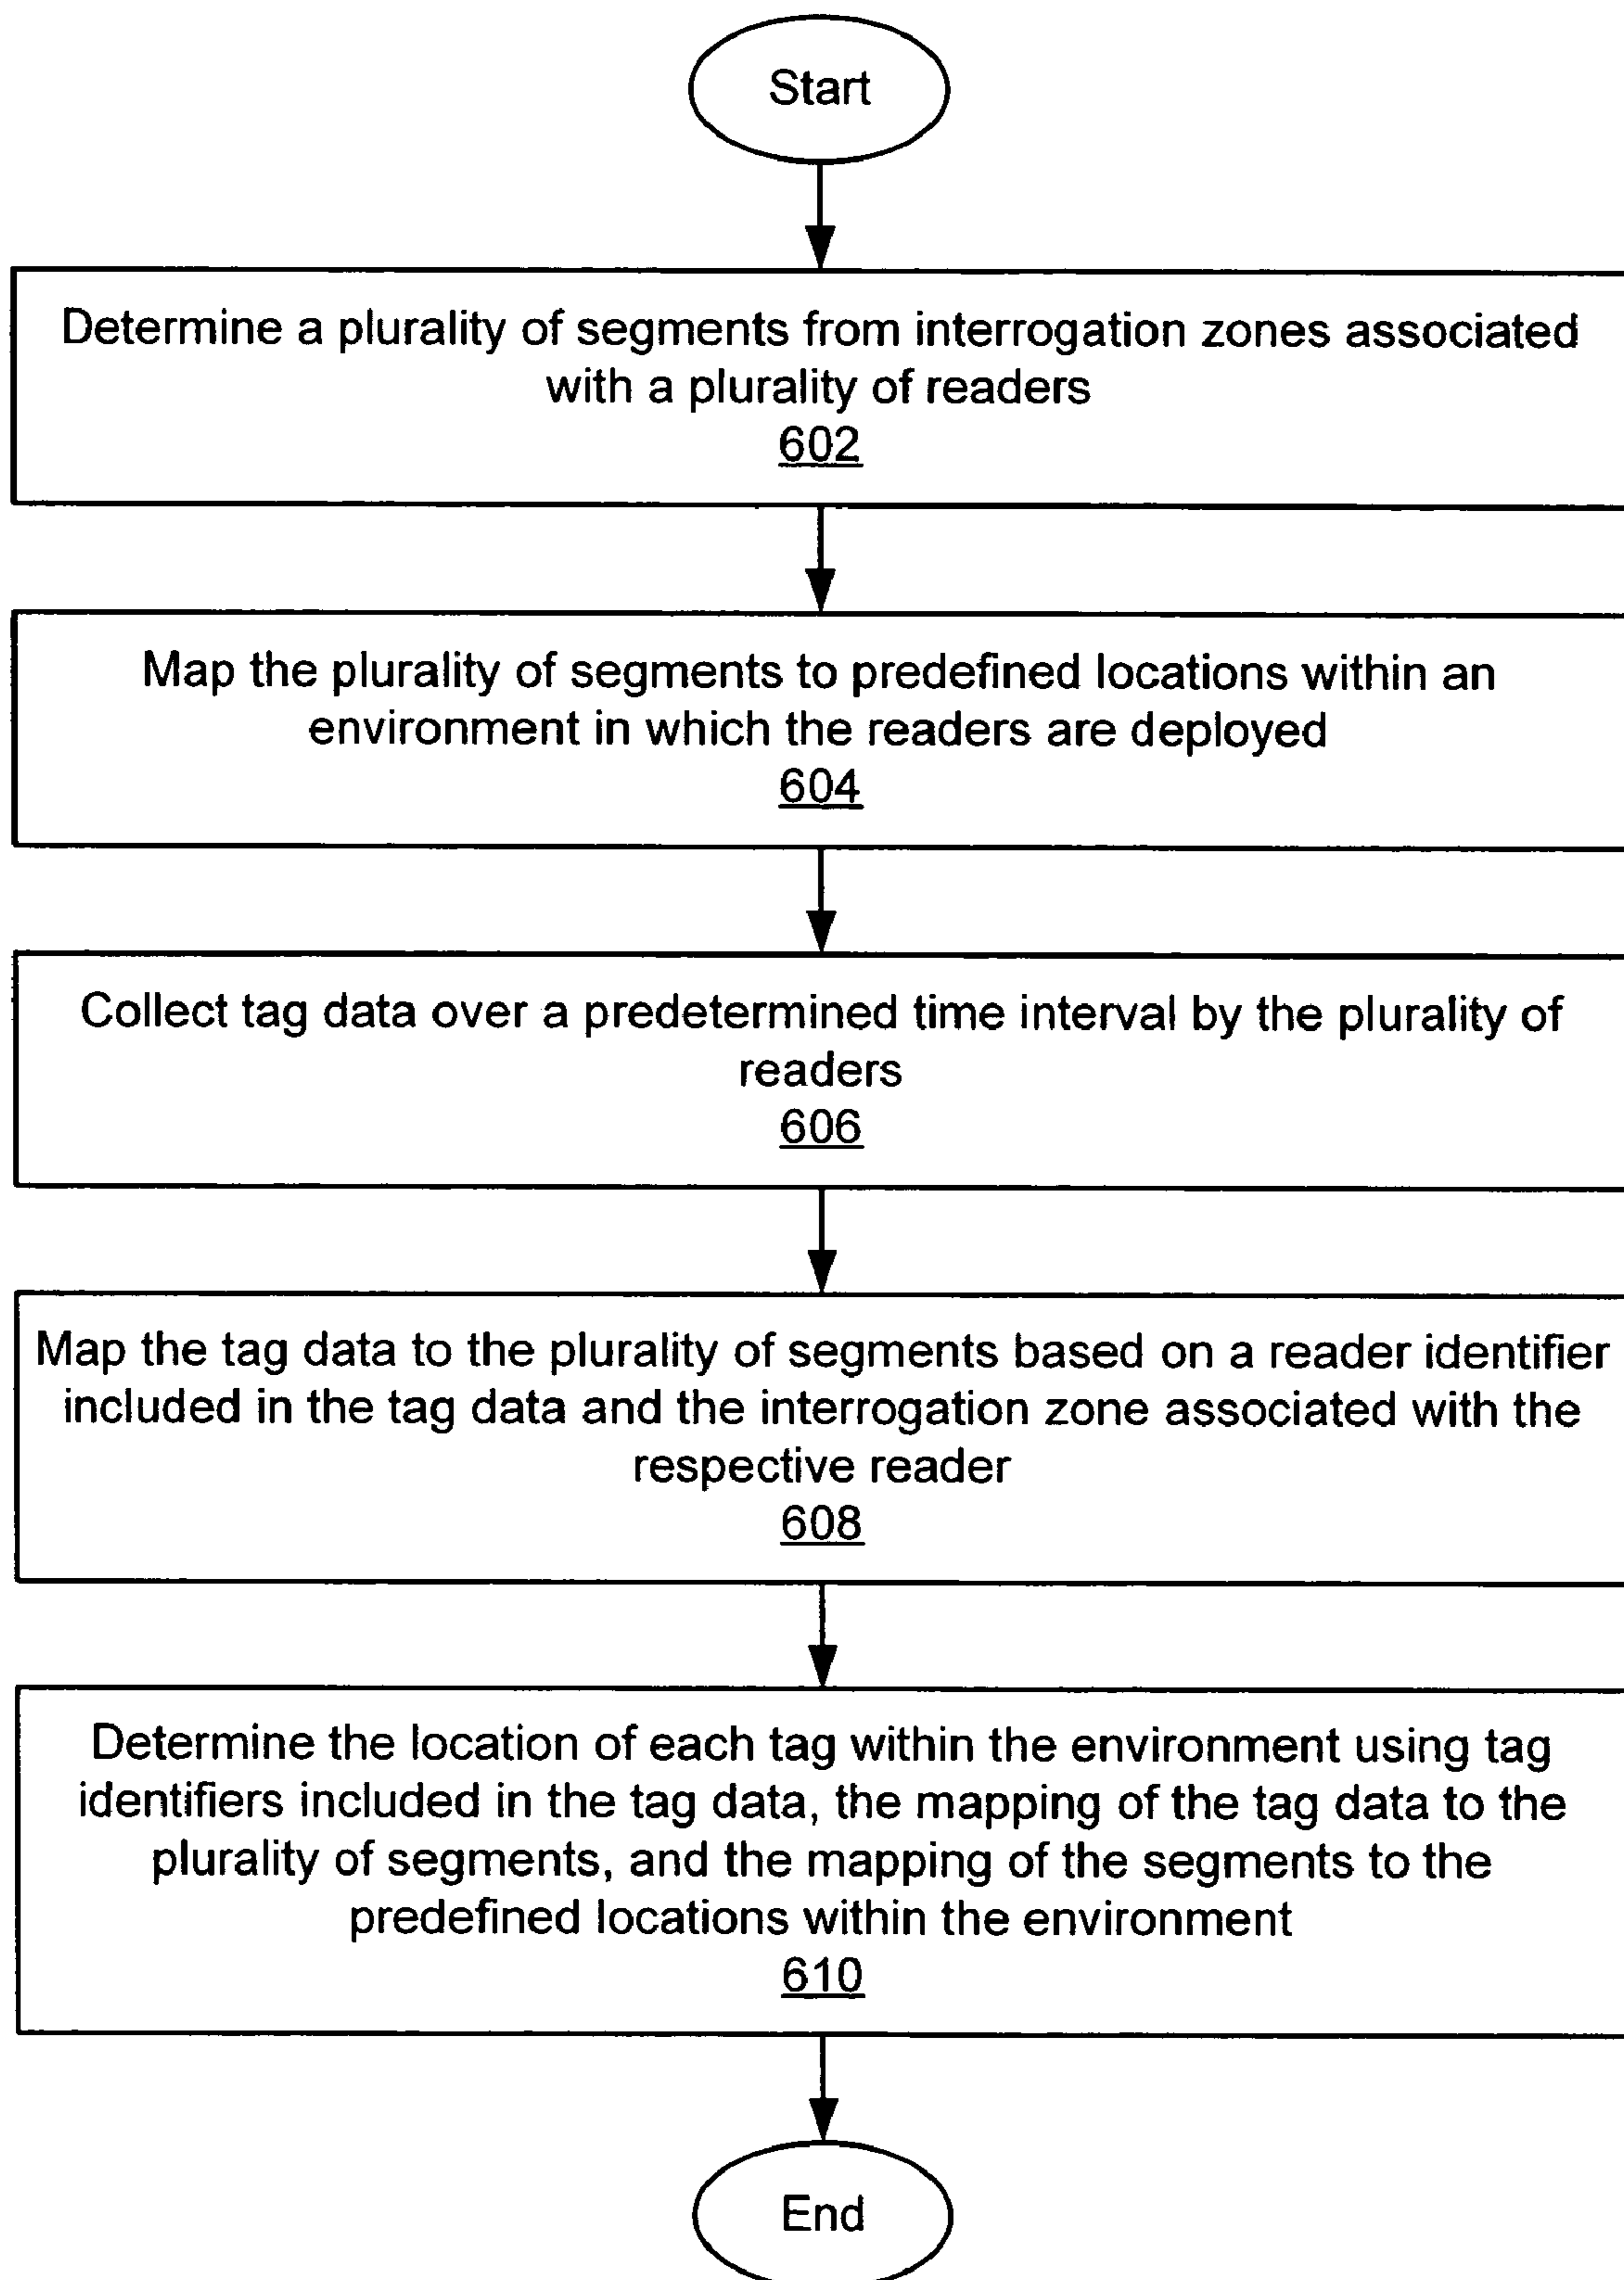 Start
Determine a plurality of segments from interrogation zones associated
with a plurality of readers
602
Map the plurality of segments to predefined locations within an
environment in which the readers are deployed
604
Collect tag data over a predetermined time interval by the plurality of
readers
606
Map the tag data to the plurality of segments based on a reader identifier
included in the tag data and the interrogation zone associated with the
respective reader
608
Determine the location of each tag within the environment using tag
identifiers included in the tag data, the mapping of the tag data to the
plurality of segments, and the mapping of the segments to the
predefined locations within the environment
610
End